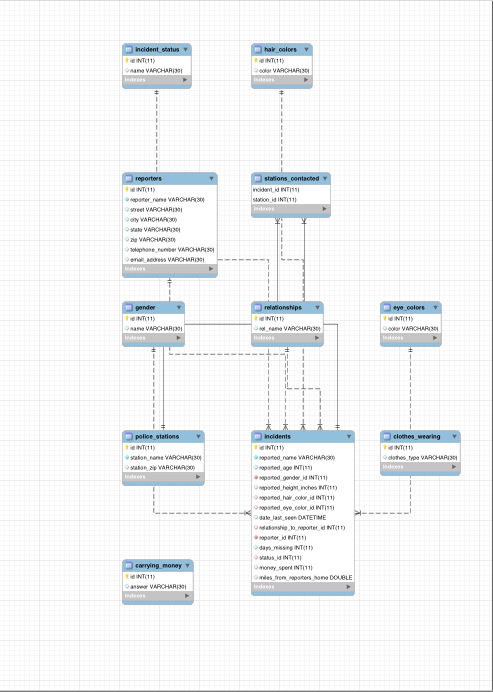 incident_status
id INT(11)
name VARCHAR(30)
Indexes
hair_colors
id INT(11)
color VARCHAR(30)
Indexes
reporters
id INT(11)
reporter_name VARCHAR(30)
street VARCHAR(30)
city VARCHAR(30)
state VARCHAR(30)
zip VARCHAR(30)
telephone_number VARCHAR(30)
email_address VARCHAR(30)
Indexes
stations_contacted
incident_id INT(11)
station_id INT(11)
Indexes
gender
id INT(11)
name VARCHAR(30)
Indexes
relationships
id INT(11)
rel_name VARCHAR(30)
Indexes
eye_colors
id INT(11)
color VARCHAR(30)
Indexes
police_stations
id INT(11)
station_name VARCHAR(30)
station_zip VARCHAR(30)
Indexes
incidents
id INT(11)
reported_name VARCHAR(30)
reported_age INT(11)
reported_gender_id INT(11)
reported_height_inches INT(11)
reported_hair_color_id INT(11)
reported_eye_color_id INT(11)
date_last_seen DATETIME
relationship_to_reporter_id INT(11)
reporter_id INT(11)
days_missing INT(11)
status_id INT(11)
money_spent INT(11)
miles_from_reporters_home DOUBLE
Indexes
clothes_wearing
id INT(11)
clothes_type VARCHAR(30)
Indexes
carrying_money
id INT(11)
answer VARCHAR(30)
Indexes